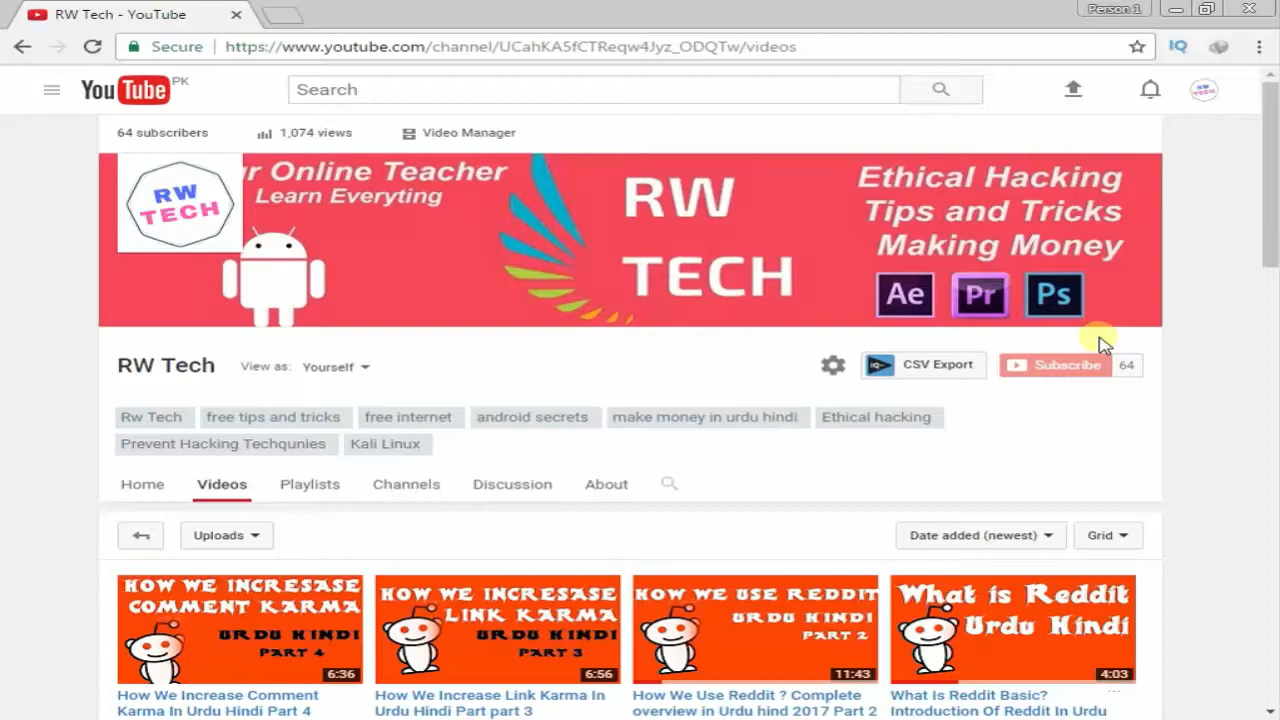 RW Tech - YouTube
Person 1
Secure
https://www.youtube.com/channel/UCahKA5fCTReqw4Jyz_ODQTw/videos
IQ
YouTube PK
Search
RW TECH
64 subscribers
1,074 views
Video Manager
ur Online Teacher
Learn Everyting
RW
TECH
RW
TECH
Ethical Hacking
Tips and Tricks
Making Money
Ae
Pr
Ps
RW Tech
View as:
Yourself
CSV Export
Subscribe
64
Rw Tech
free tips and tricks
free internet
android secrets
make money in urdu hindi
Ethical hacking
Prevent Hacking Techqunies
Kali Linux
Home
Videos
Playlists
Channels
Discussion
About
Uploads
Date added (newest)
Grid
HOW WE INCRESASE
COMMENT KARMA
URDU HINDI
PART 4
6:36
How We Increase Comment
Karma In Urdu Hindi Part 4
HOW WE INCRESASE
LINK KARMA
URDU HINDI
PART 3
6:56
How We Increase Link Karma In
Urdu Hindi Part part 3
HOW WE USE REDDIT
URDU HINDI
PART 2
11:43
How We Use Reddit ? Complete
overview in Urdu hind 2017 Part 2
What is Reddit
Urdu Hindi
4:03
What Is Reddit Basic?
Introduction Of Reddit In Urdu